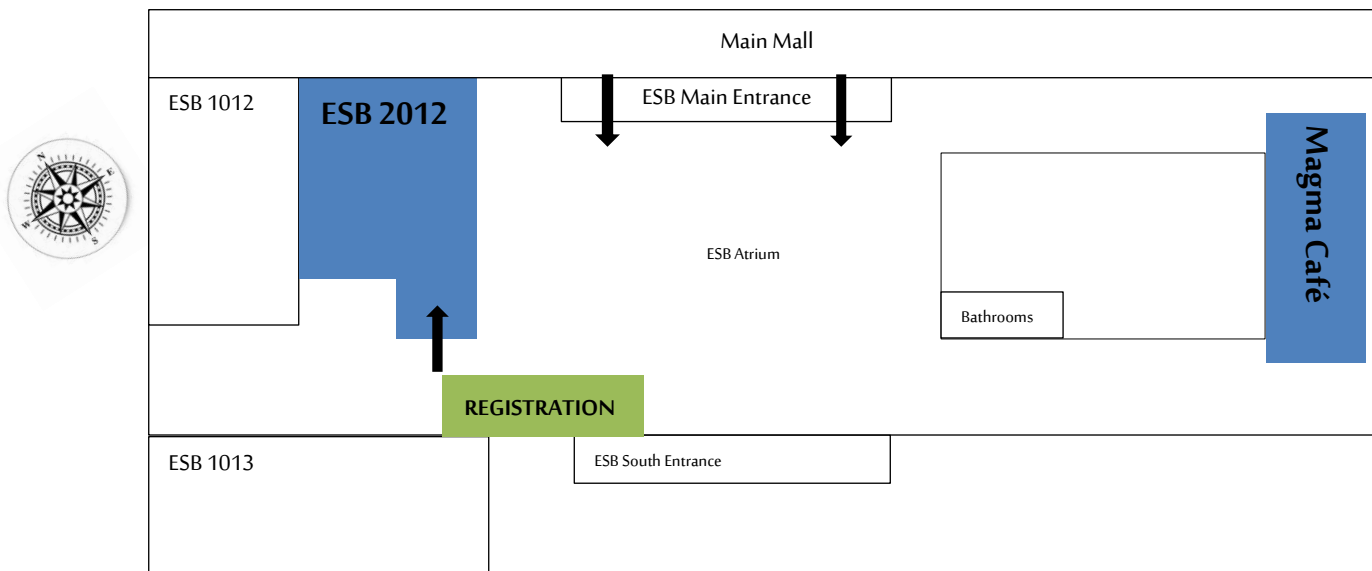 Main Mall
ESB 1012
ESB 2012
ESB Main Entrance
Magma Café
N
E
W
S
ESB Atrium
Bathrooms
REGISTRATION
ESB 1013
ESB South Entrance